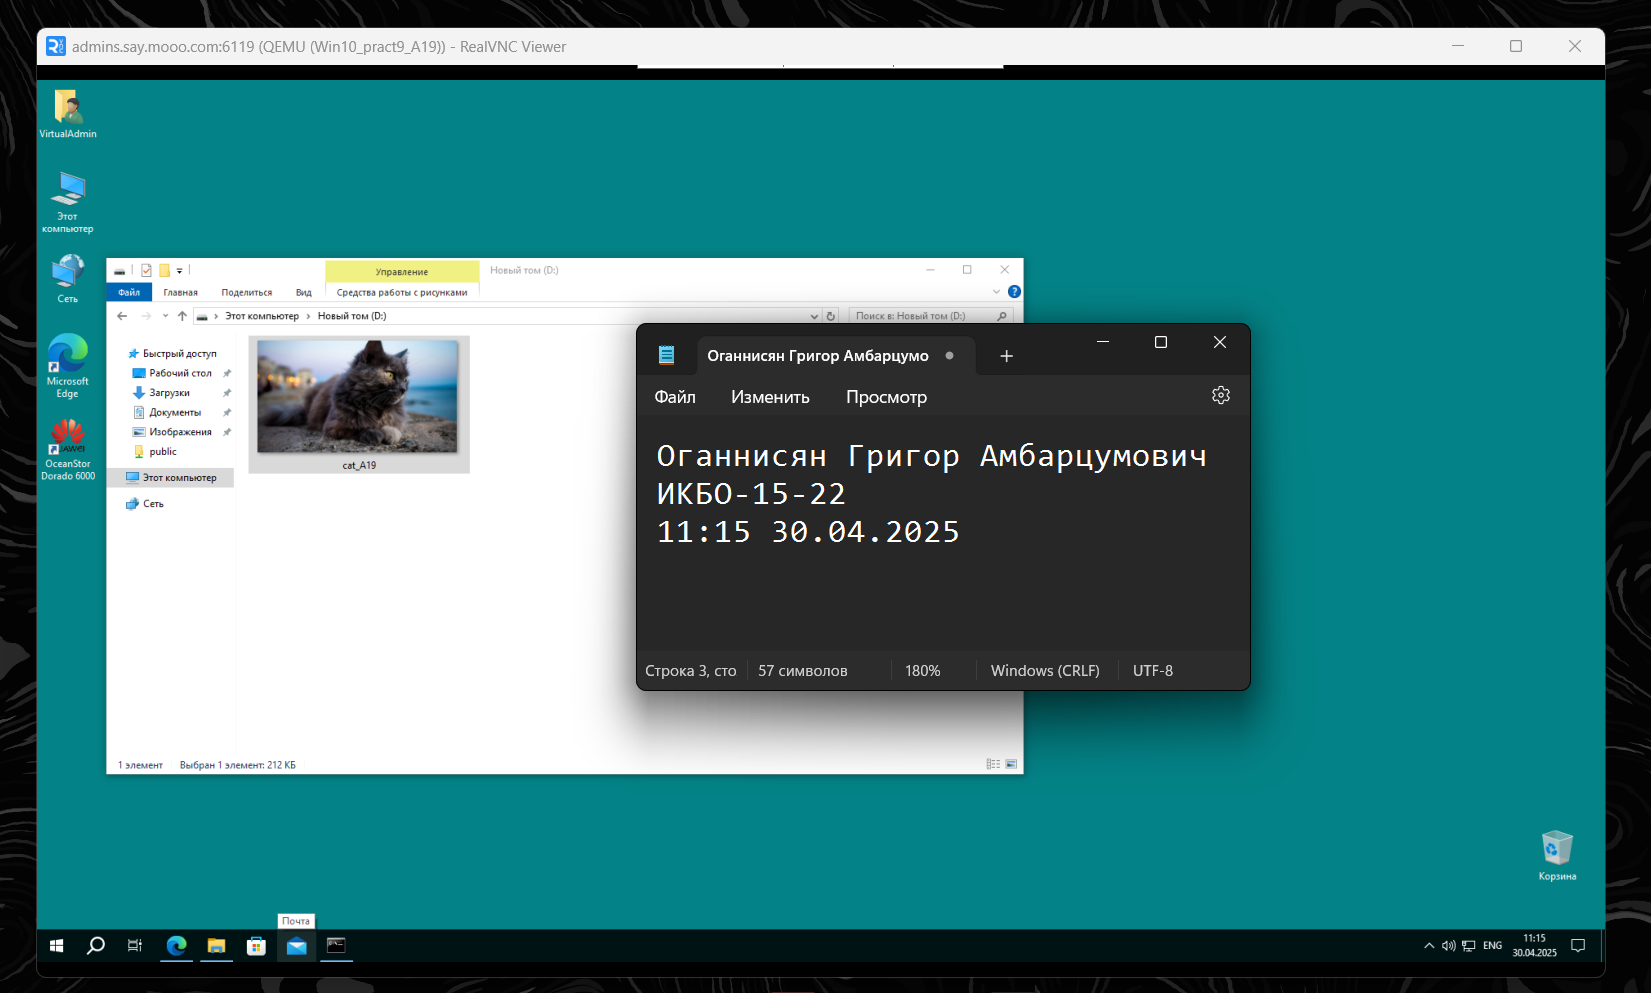 admins.say.mooo.com:6119 (QEMU (Win10_pract9_A19)) - RealVNC Viewer
VirtualAdmin
Этот
компьютер
Сеть
Microsoft
Edge
OceanStor
Dorado 6000
Управление
Новый том (D:)
Файл
Главная
Поделиться
Вид
Средства работы с рисунками
Этот компьютер
Новый том (D:)
Поиск в: Новый том (D:)
Быстрый доступ
Рабочий стол
Загрузки
Документы
Изображения
public
Этот компьютер
Сеть
cat_A19
1 элемент
Выбран 1 элемент: 212 КБ
Оганнисян Григор Амбарцумо
Файл
Изменить
Просмотр
Оганнисян Григор Амбарцумович
ИКБО-15-22
11:15 30.04.2025
Строка 3, сто
57 символов
180%
Windows (CRLF)
UTF-8
Корзина
Почта
ENG
11:15
30.04.2025